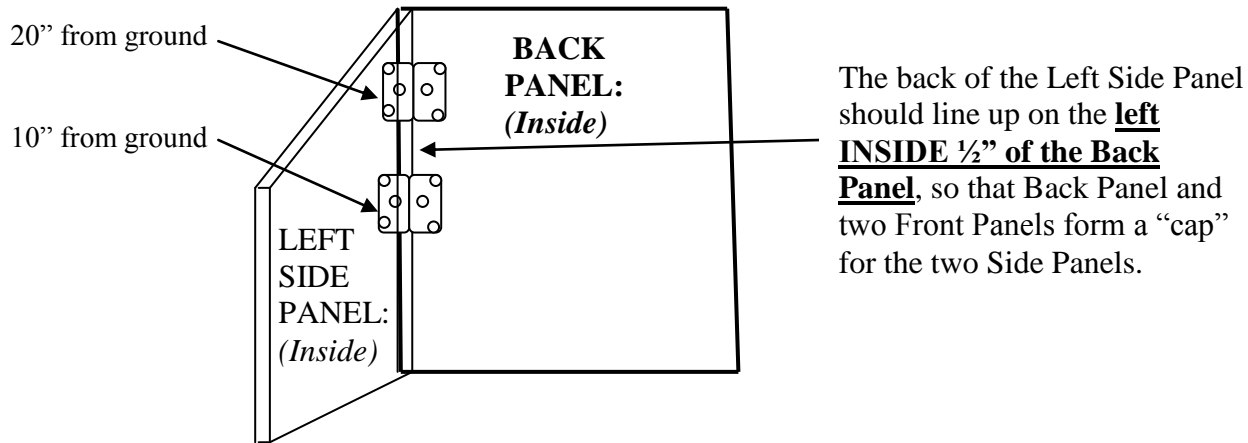 20” from ground
10” from ground
BACK
PANEL:
(Inside)
LEFT
SIDE
PANEL:
(Inside)
The back of the Left Side Panel
should line up on the left
INSIDE ½” of the Back
Panel, so that Back Panel and
two Front Panels form a “cap”
for the two Side Panels.